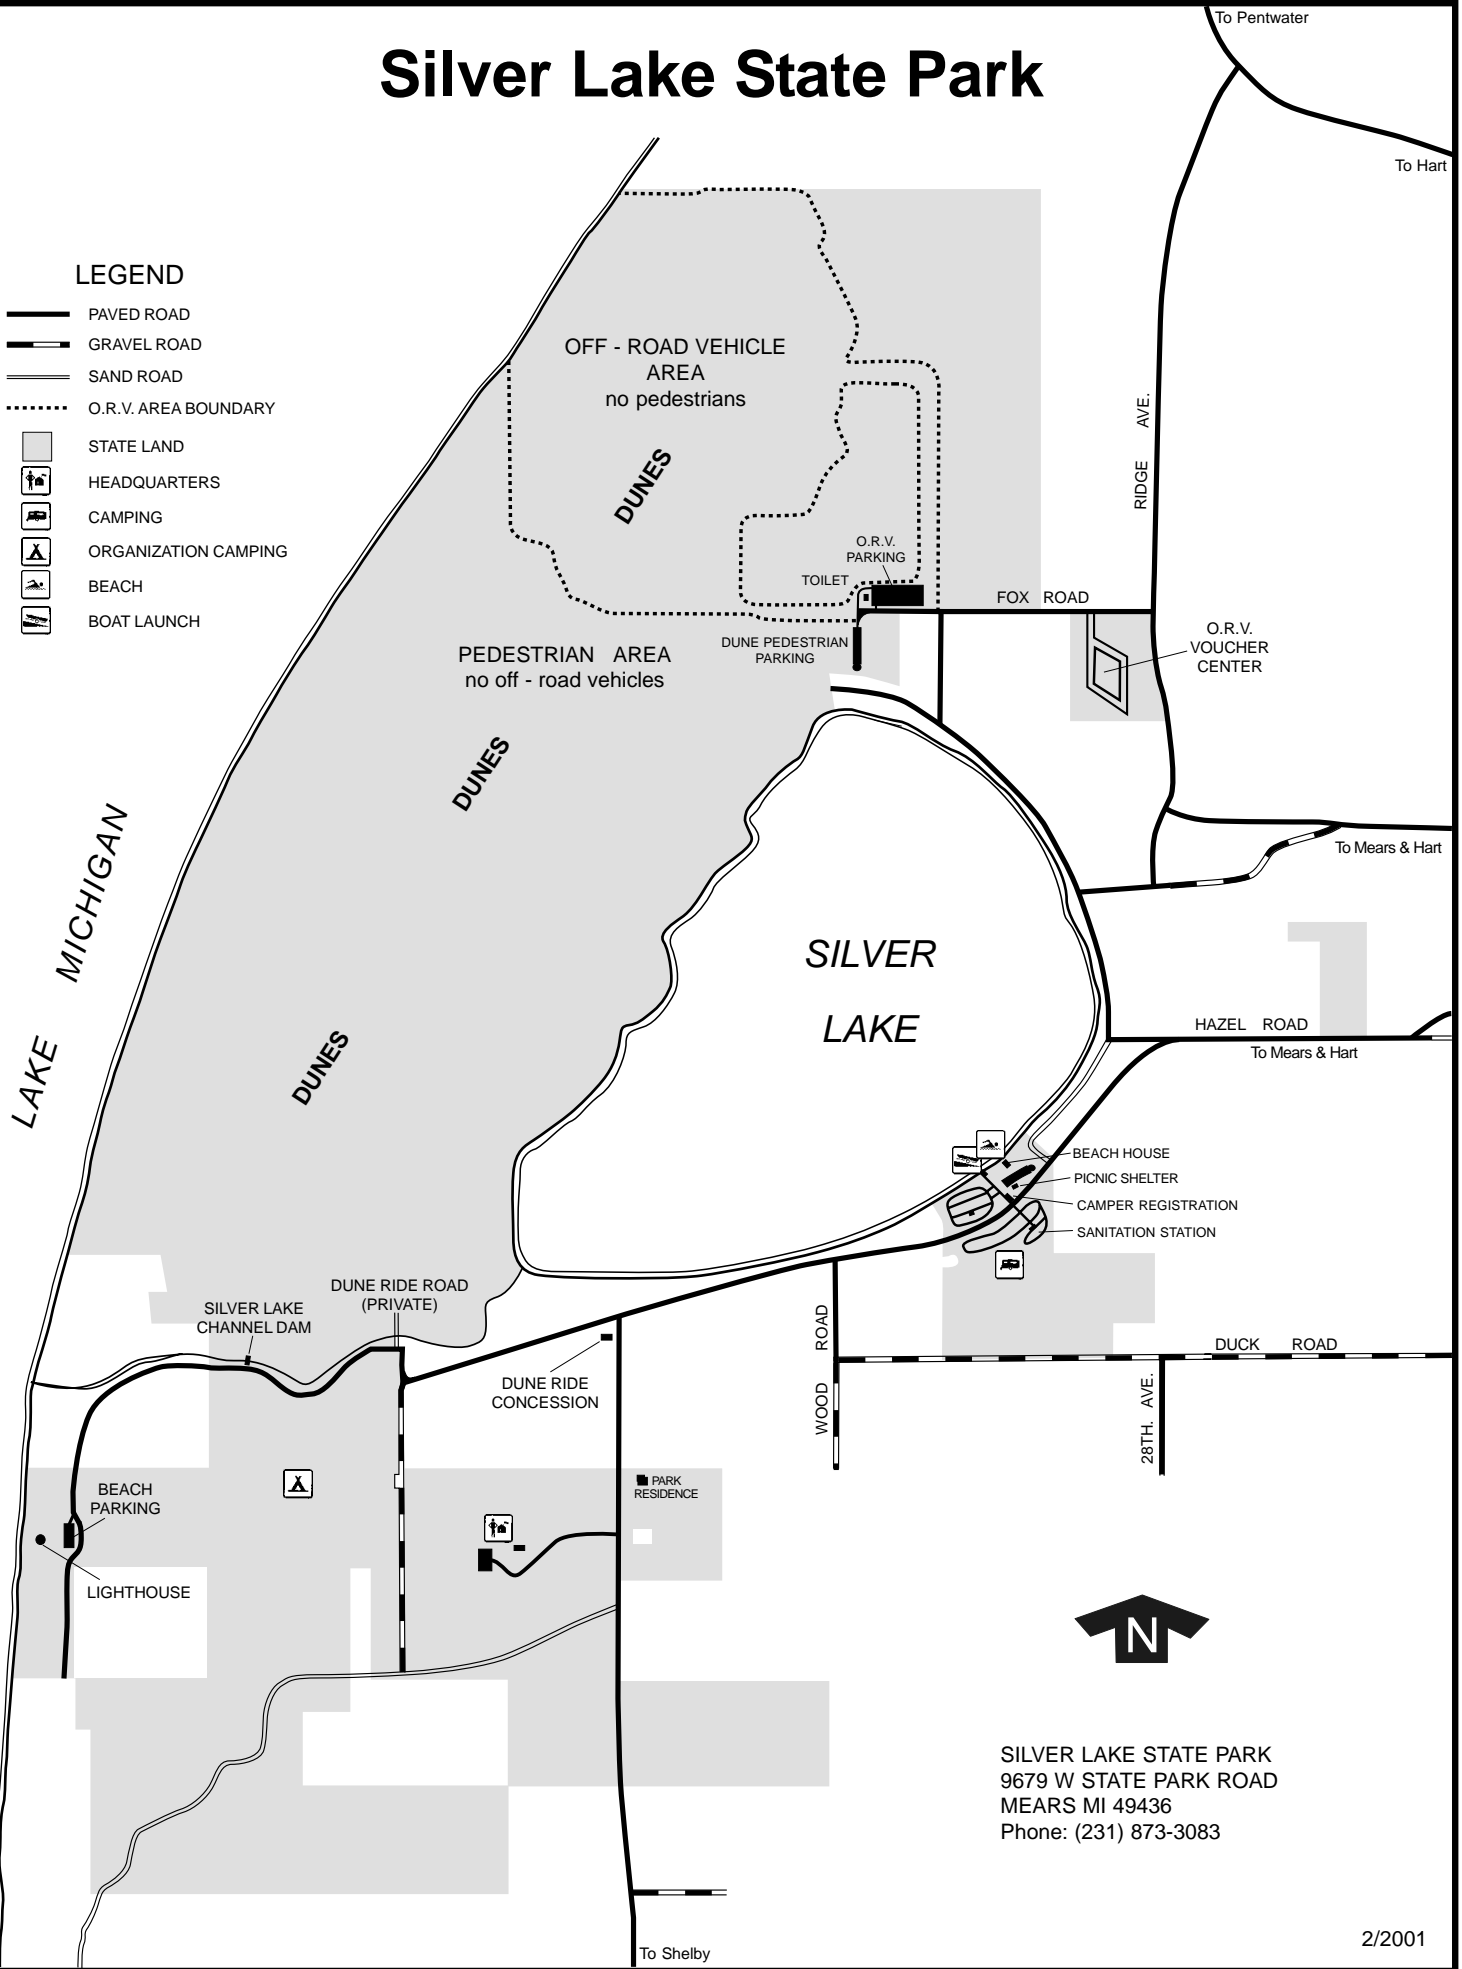 To Pentwater
Silver Lake State Park
To Hart
LEGEND
PAVED ROAD
GRAVEL ROAD
SAND ROAD
O.R.V. AREA BOUNDARY
STATE LAND
HEADQUARTERS
CAMPING
ORGANIZATION CAMPING
BEACH
BOAT LAUNCH
OFF - ROAD VEHICLE
AREA
no pedestrians
DUNES
RIDGE AVE.
O.R.V.
PARKING
TOILET
FOX ROAD
DUNE PEDESTRIAN
PARKING
O.R.V.
VOUCHER
CENTER
PEDESTRIAN AREA
no off - road vehicles
DUNES
LAKE MICHIGAN
To Mears & Hart
SILVER
LAKE
DUNES
HAZEL ROAD
To Mears & Hart
BEACH HOUSE
PICNIC SHELTER
CAMPER REGISTRATION
SANITATION STATION
DUNE RIDE ROAD
(PRIVATE)
SILVER LAKE
CHANNEL DAM
WOOD ROAD
DUCK ROAD
28TH. AVE.
DUNE RIDE
CONCESSION
PARK
RESIDENCE
BEACH
PARKING
LIGHTHOUSE
N
SILVER LAKE STATE PARK
9679 W STATE PARK ROAD
MEARS MI 49436
Phone: (231) 873-3083
2/2001
To Shelby